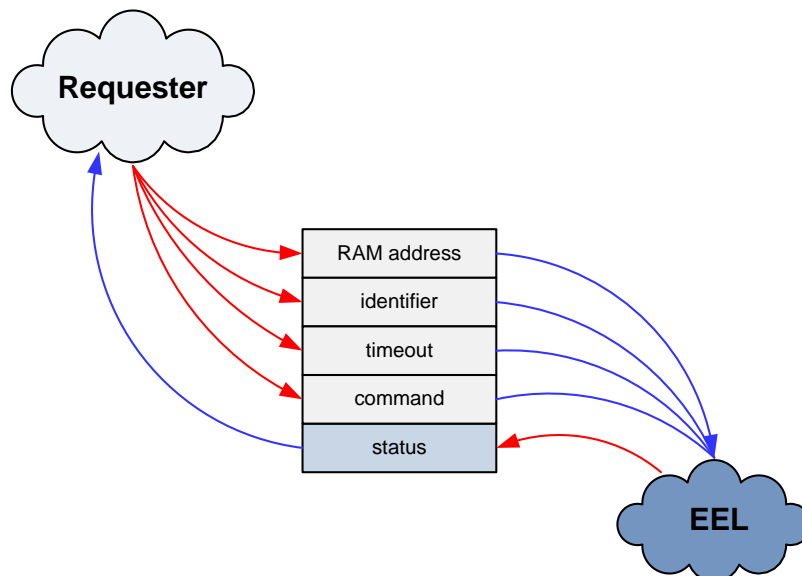 Requester
RAM address
identifier
timeout
command
status
EEL